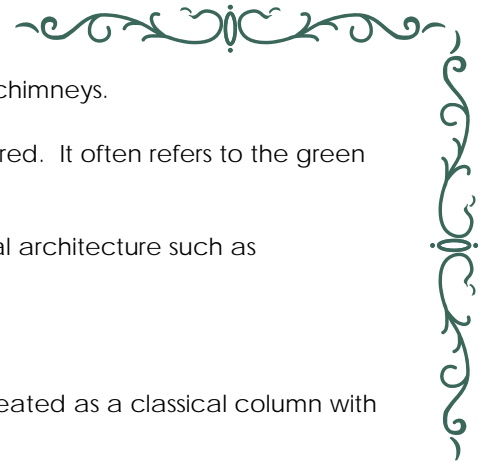 chimneys.
red. It often refers to the green
al architecture such as
eated as a classical column with